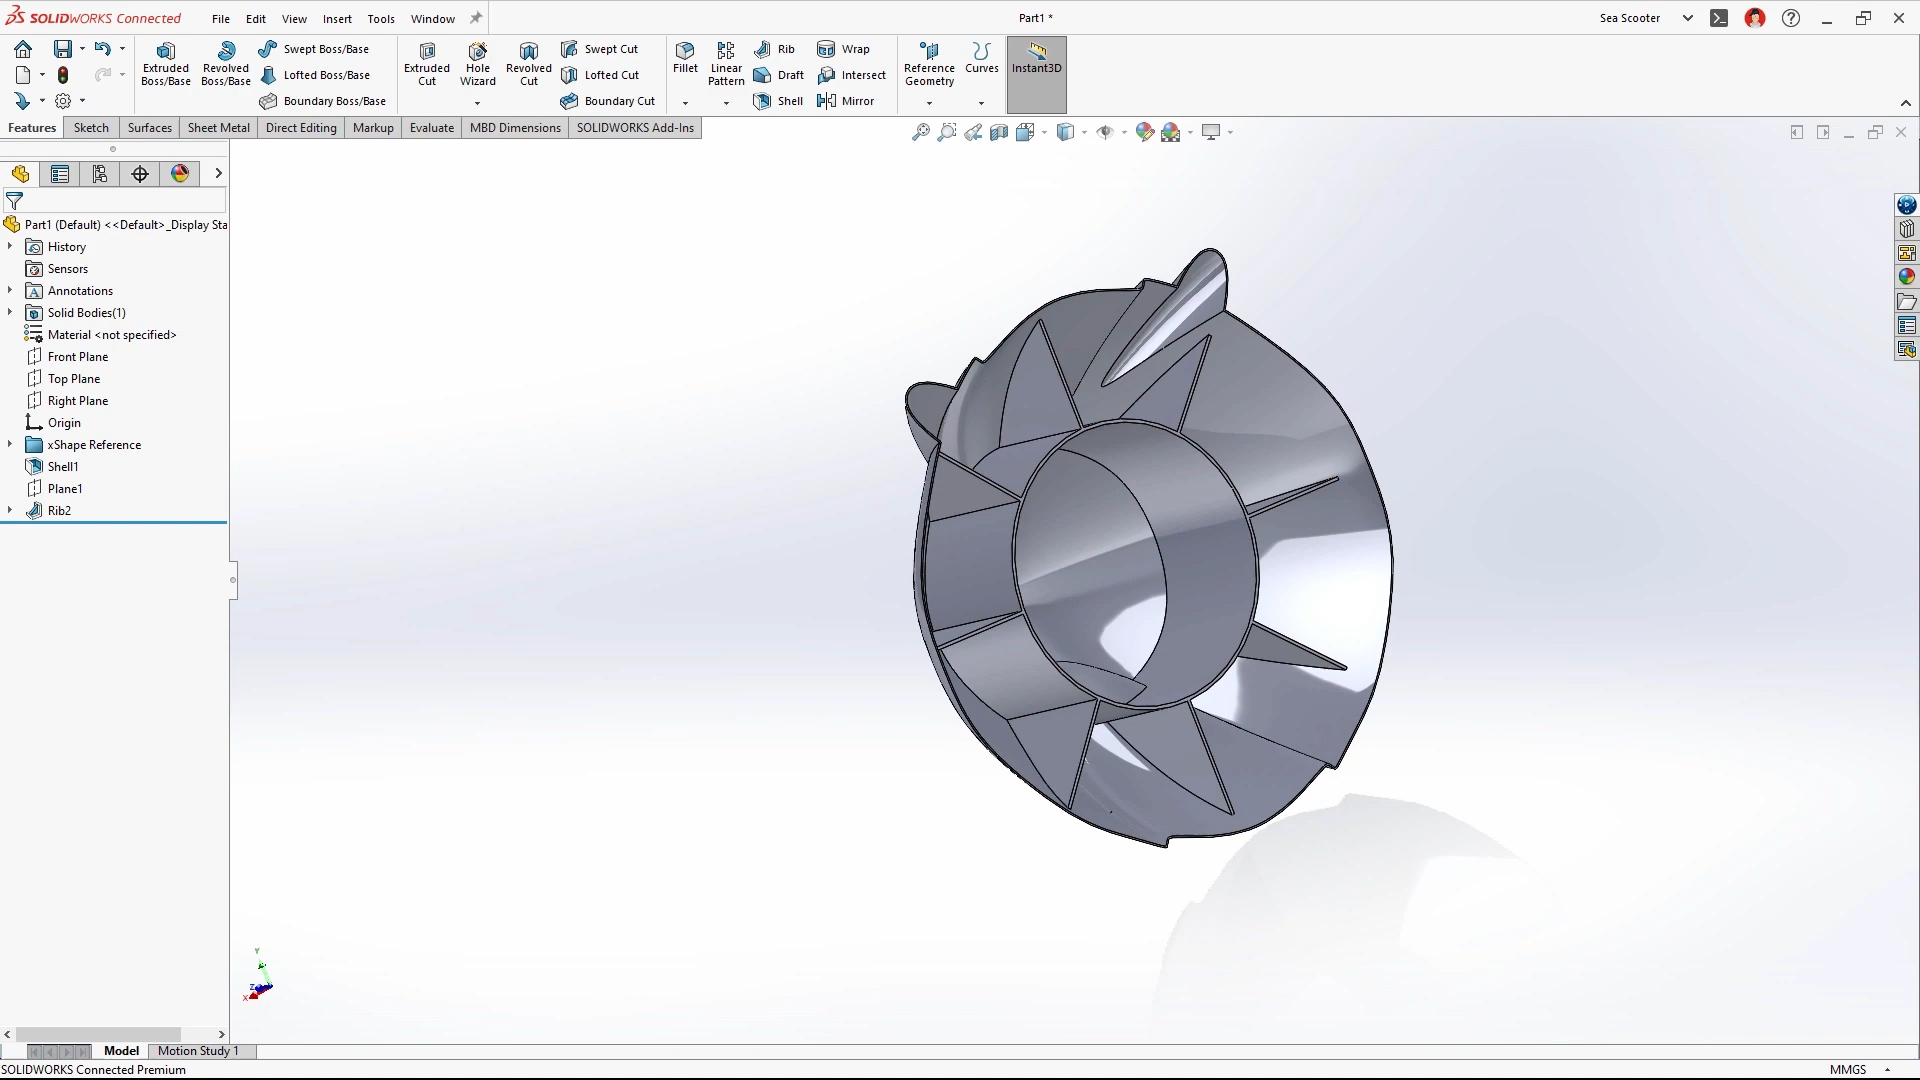 SOLIDWORKS Connected File Edit View Insert Tools Window Part1 * Sea Scooter
Extruded Boss/Base
Revolved Boss/Base
Swept Boss/Base
Lofted Boss/Base
Boundary Boss/Base
Extruded Cut
Hole Wizard
Revolved Cut
Swept Cut
Lofted Cut
Boundary Cut
Fillet
Linear Pattern
Rib
Draft
Shell
Wrap
Intersect
Mirror
Reference Geometry
Curves
Instant3D
Features Sketch Surfaces Sheet Metal Direct Editing Markup Evaluate MBD Dimensions SOLIDWORKS Add-Ins
Part1 (Default) <<Default>_Display Sta
History
Sensors
Annotations
Solid Bodies(1)
Material <not specified>
Front Plane
Top Plane
Right Plane
Origin
xShape Reference
Shell1
Plane1
Rib2
Y
Z
X
Model Motion Study 1
SOLIDWORKS Connected Premium MMGS